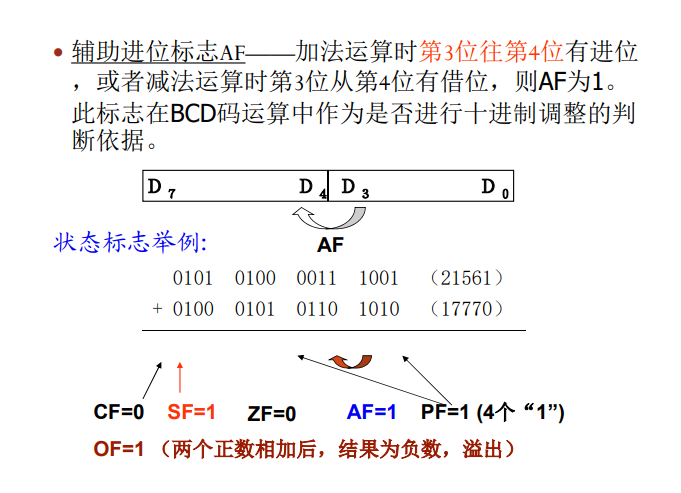 • 辅助进位标志AF——加法运算时第3位往第4位有进位
，或者减法运算时第3位从第4位有借位，则AF为1。
此标志在BCD码运算中作为是否进行十进制调整的判
断依据。
D 7 D 4 D 3 D 0
AF
状态标志举例:
0101 0100 0011 1001 （21561）
+ 0100 0101 0110 1010 （17770）
CF=0 SF=1 ZF=0 AF=1 PF=1 (4个“1”)
OF=1 （两个正数相加后，结果为负数，溢出）